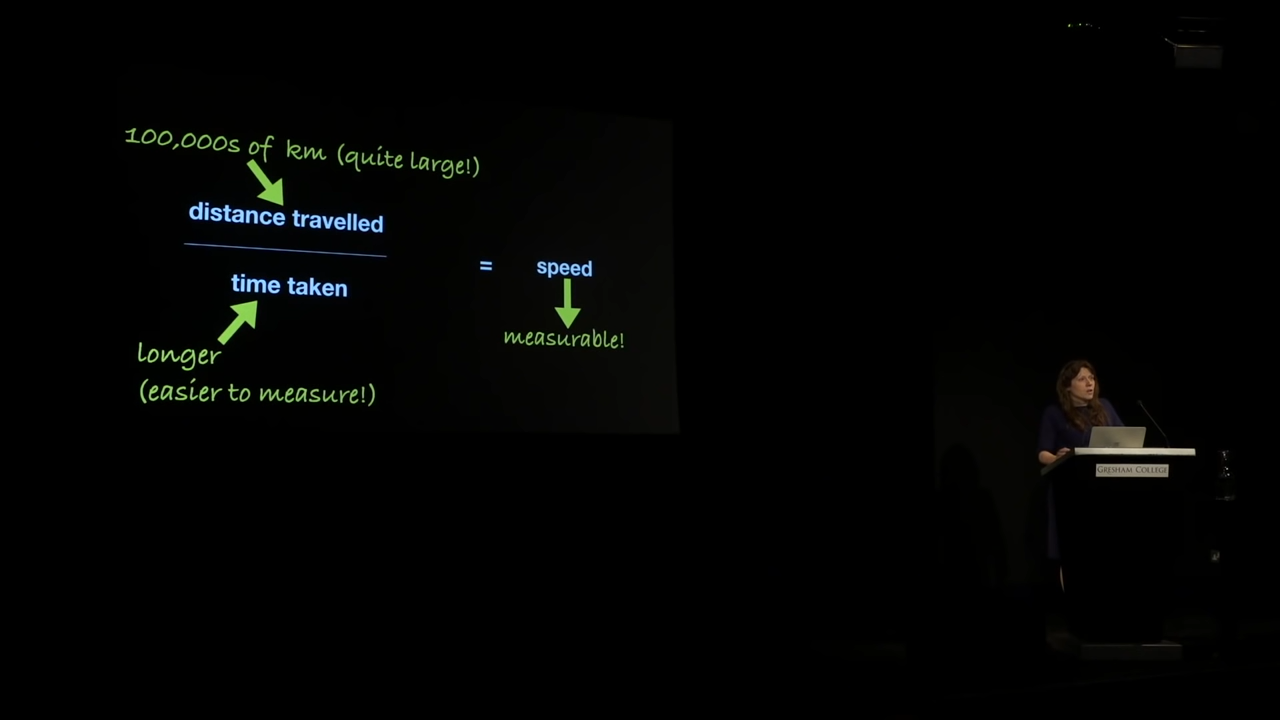 100,000s of km (quite large!)
distance travelled
time taken
= speed
measurable!
longer
(easier to measure!)
GRESHAM COLLEGE